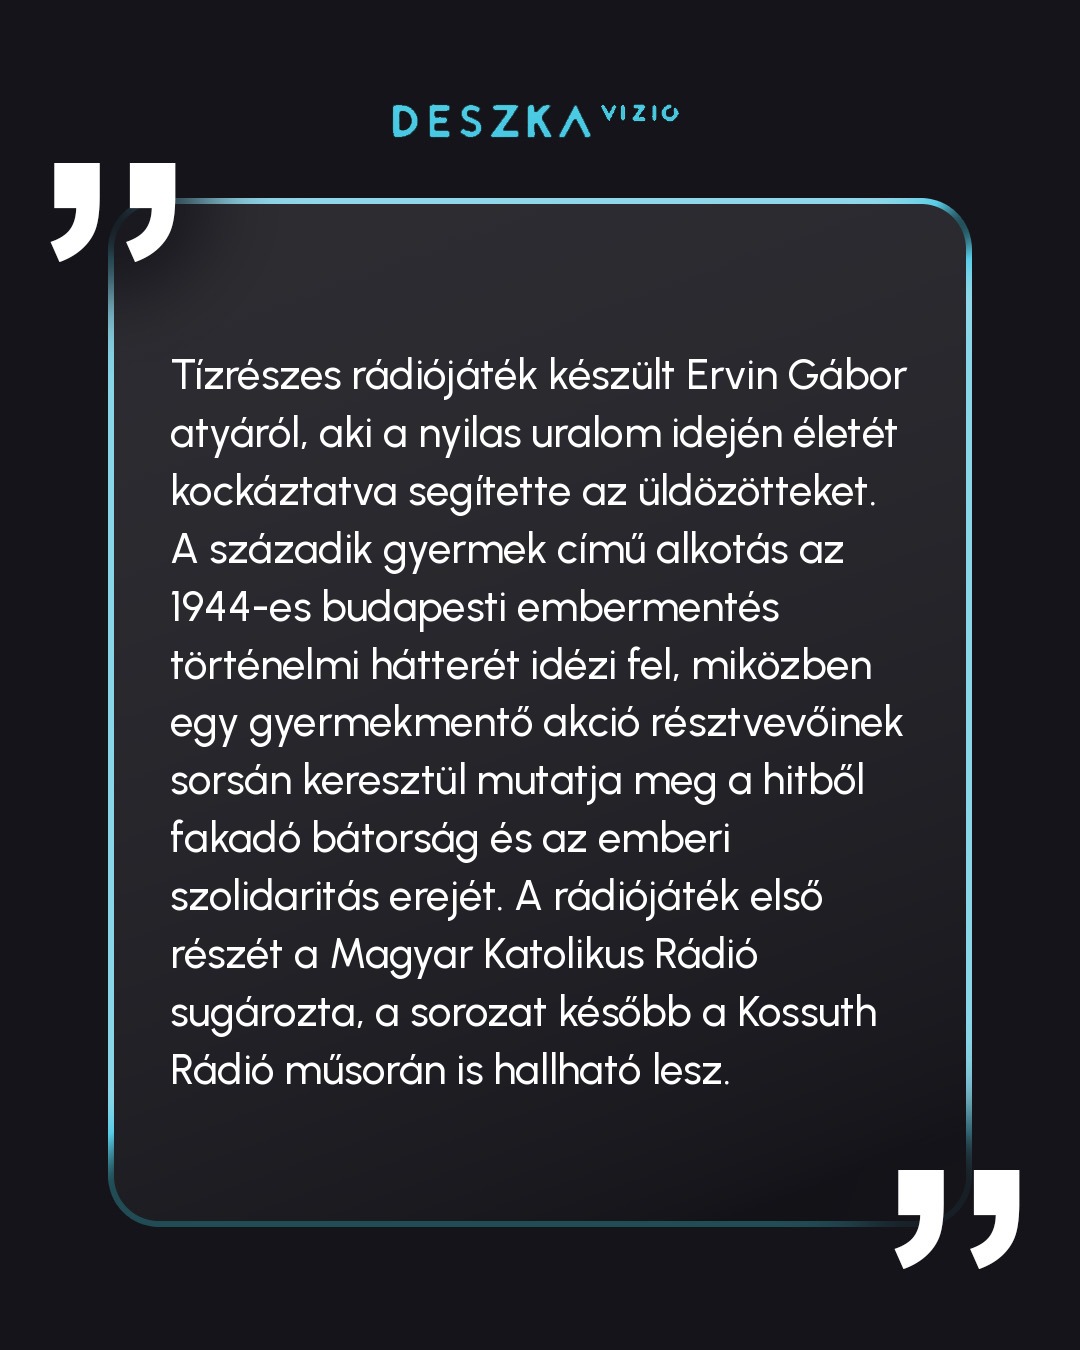 DESZKA VIZIO
”
Tízrészes rádiójáték készült Ervin Gábor
atyáról, aki a nyilas uralom idején életét
kockáztatva segítette az üldözötteket.
A századik gyermek című alkotás az
1944-es budapesti embermentés
történelmi hátterét idézi fel, miközben
egy gyermekmentő akció résztvevőinek
sorsán keresztül mutatja meg a hitből
fakadó bátorság és az emberi
szolidaritás erejét. A rádiójáték első
részét a Magyar Katolikus Rádió
sugározta, a sorozat később a Kossuth
Rádió műsorán is hallható lesz.
”